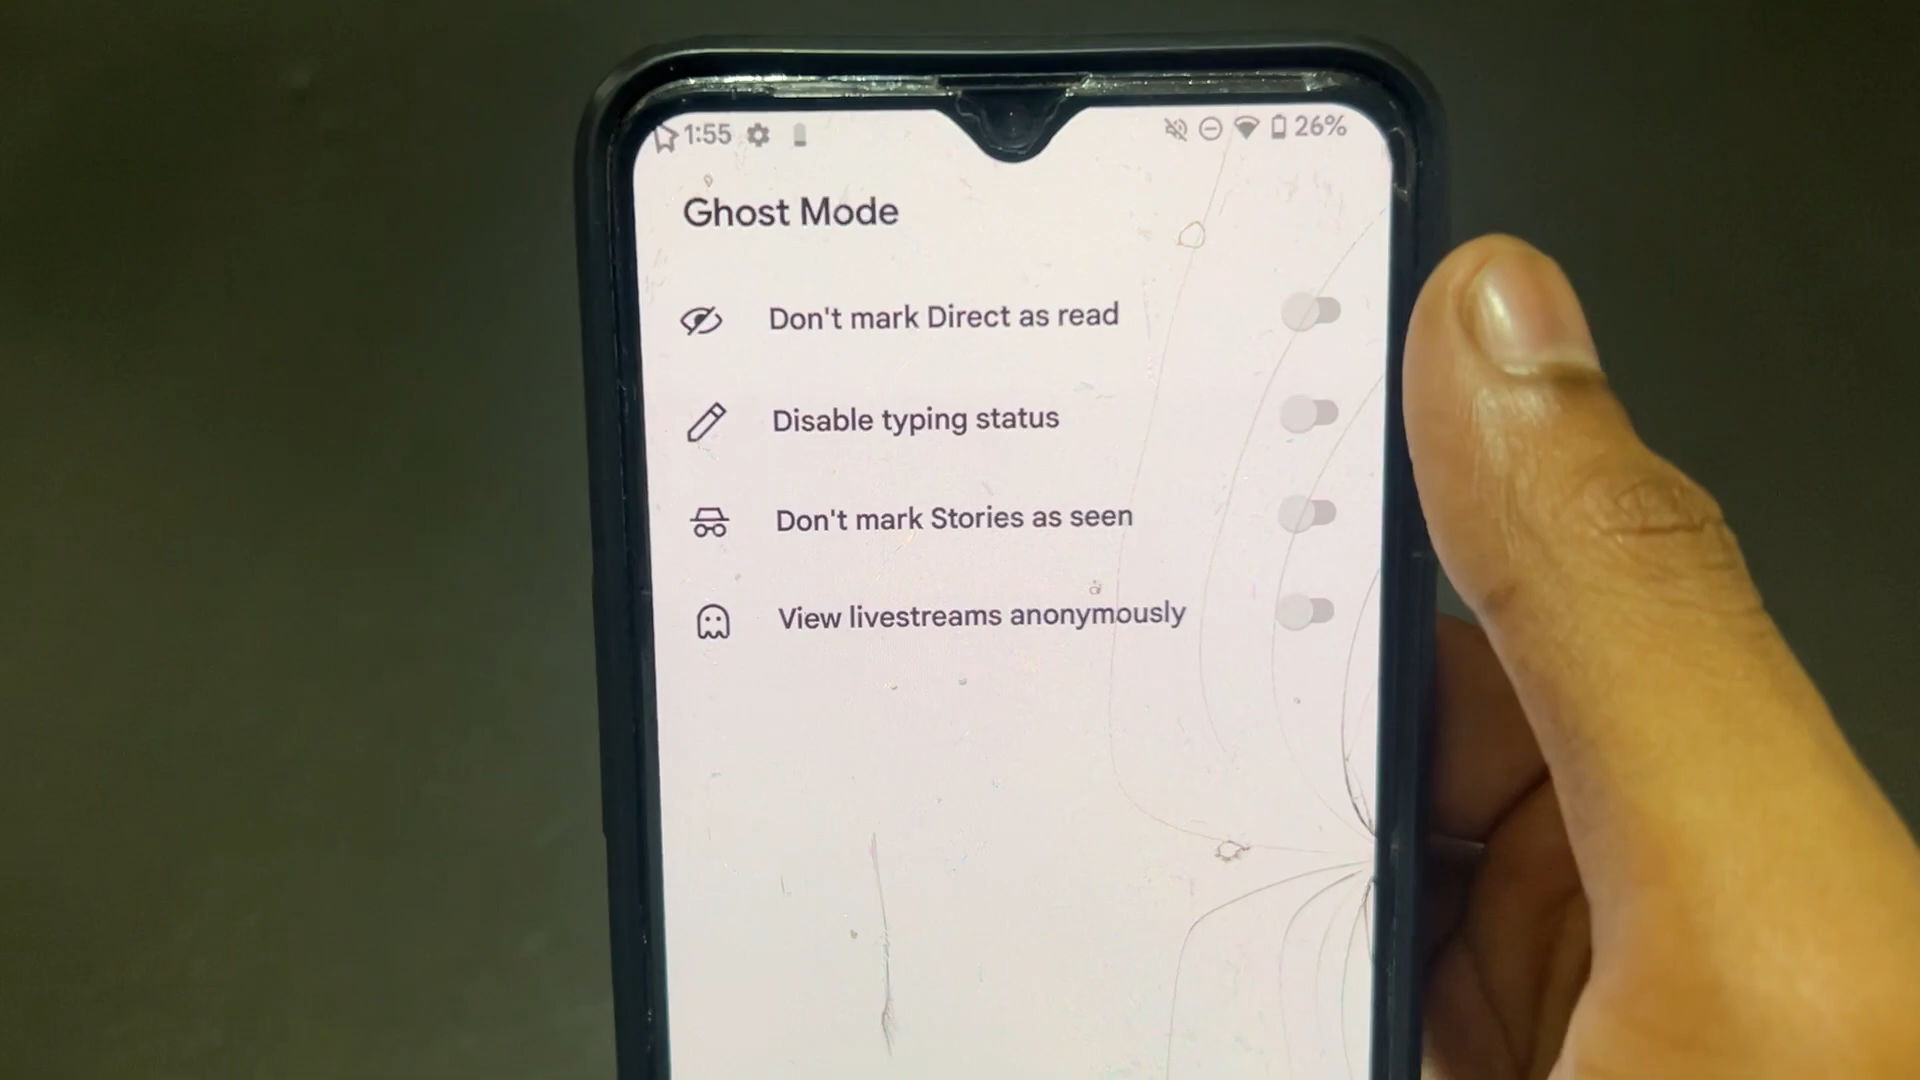 1:55 26%
Ghost Mode
Don't mark Direct as read
Disable typing status
Don't mark Stories as seen
View livestreams anonymously